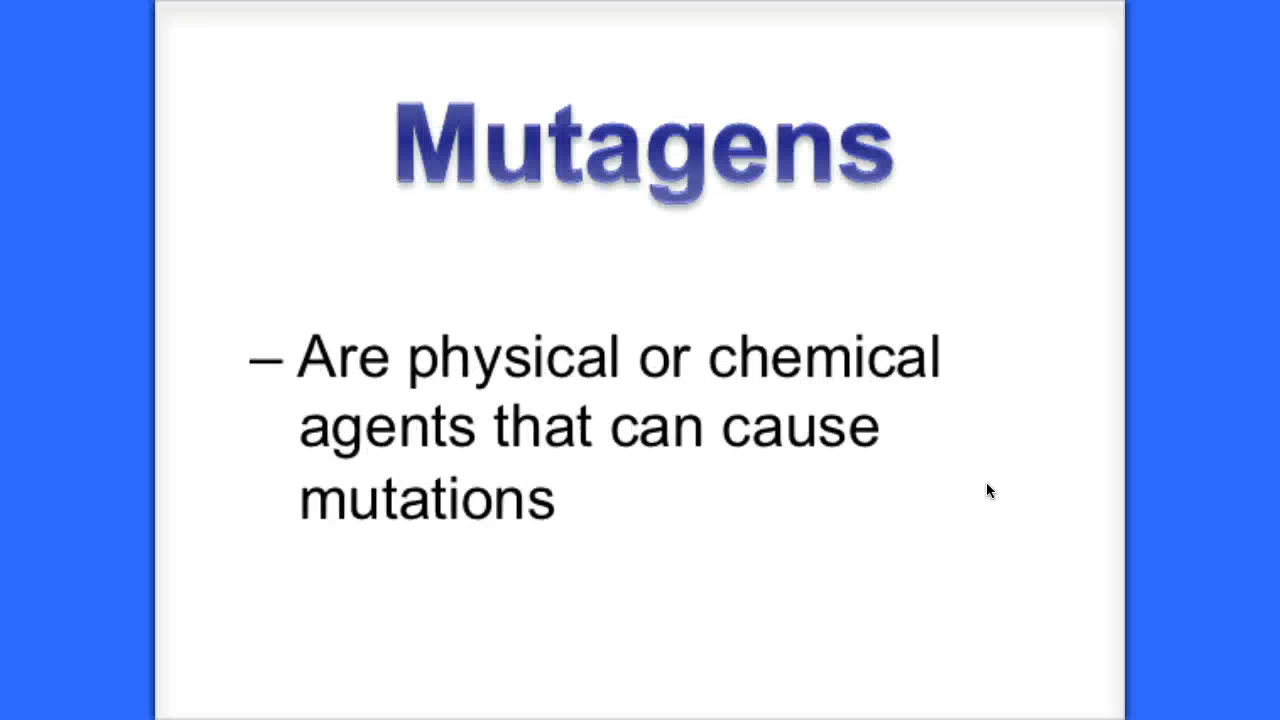 Mutagens
– Are physical or chemical
agents that can cause
mutations